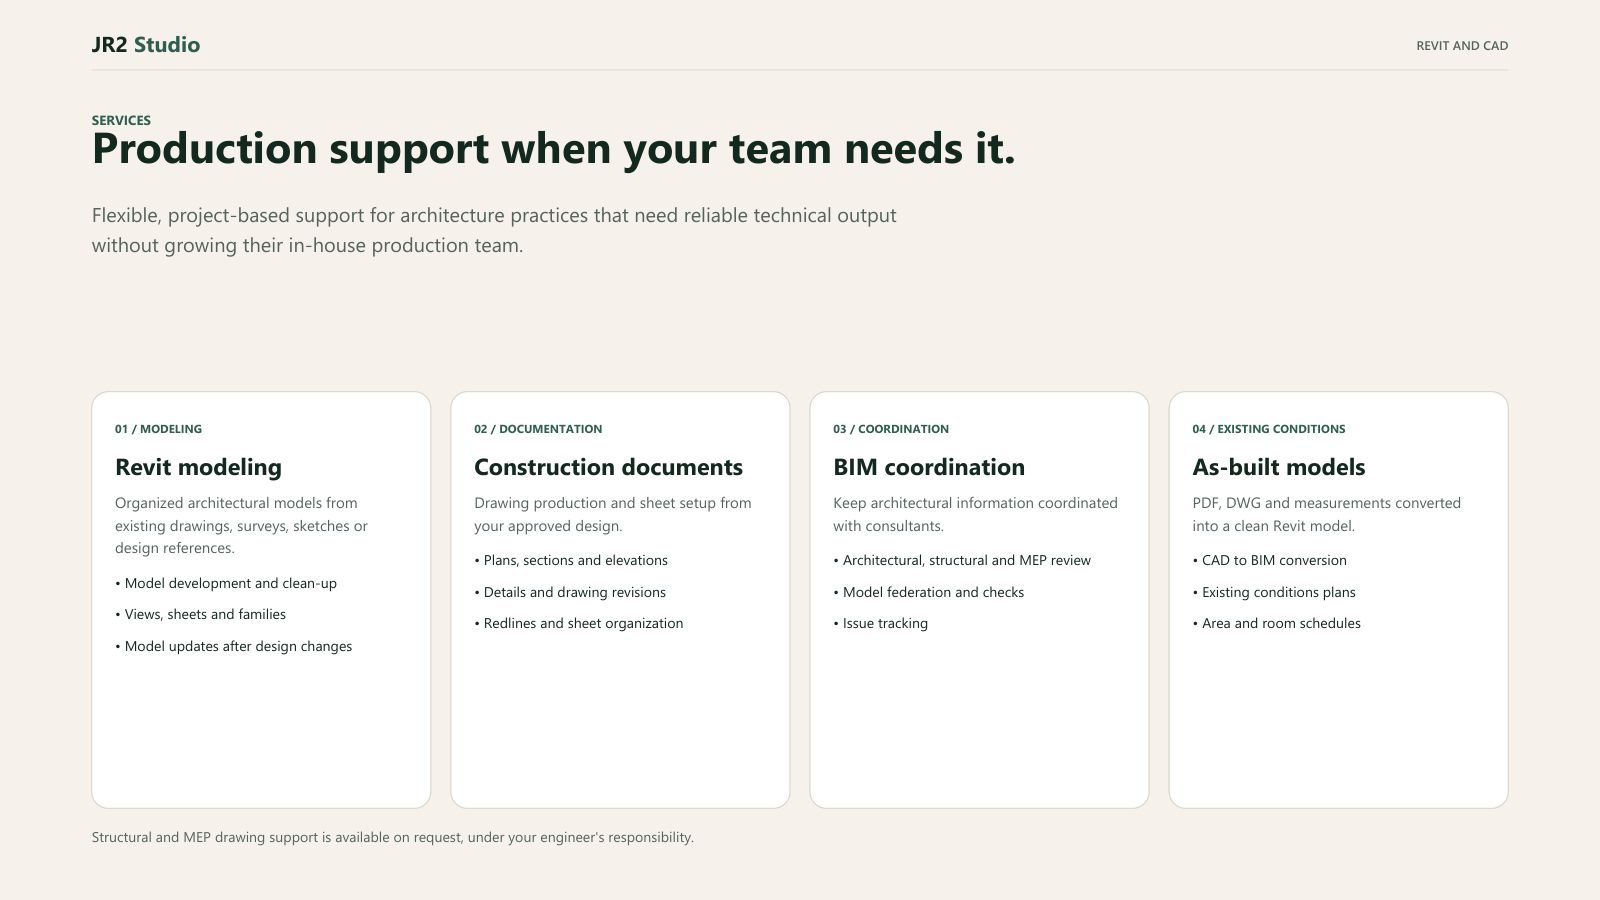 JR2 Studio
REVIT AND CAD
SERVICES
Production support when your team needs it.
Flexible, project-based support for architecture practices that need reliable technical output
without growing their in-house production team.
01 / MODELING
Revit modeling
Organized architectural models from
existing drawings, surveys, sketches or
design references.
• Model development and clean-up
• Views, sheets and families
• Model updates after design changes
02 / DOCUMENTATION
Construction documents
Drawing production and sheet setup from
your approved design.
• Plans, sections and elevations
• Details and drawing revisions
• Redlines and sheet organization
03 / COORDINATION
BIM coordination
Keep architectural information coordinated
with consultants.
• Architectural, structural and MEP review
• Model federation and checks
• Issue tracking
04 / EXISTING CONDITIONS
As-built models
PDF, DWG and measurements converted
into a clean Revit model.
• CAD to BIM conversion
• Existing conditions plans
• Area and room schedules
Structural and MEP drawing support is available on request, under your engineer's responsibility.